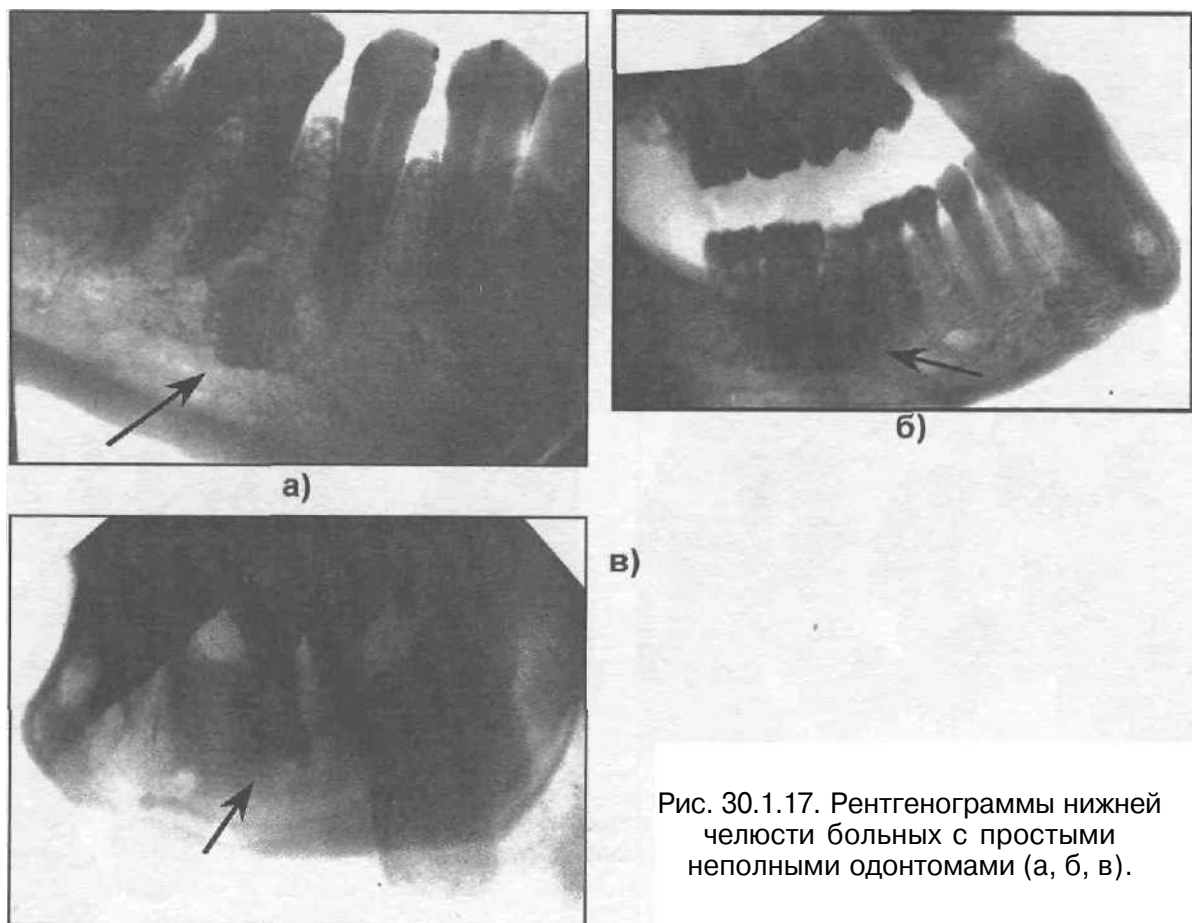 а)
б)
в)
Рис. 30.1.17. Рентгенограммы нижней
челюсти больных с простыми
неполными одонтомами (а, б, в).